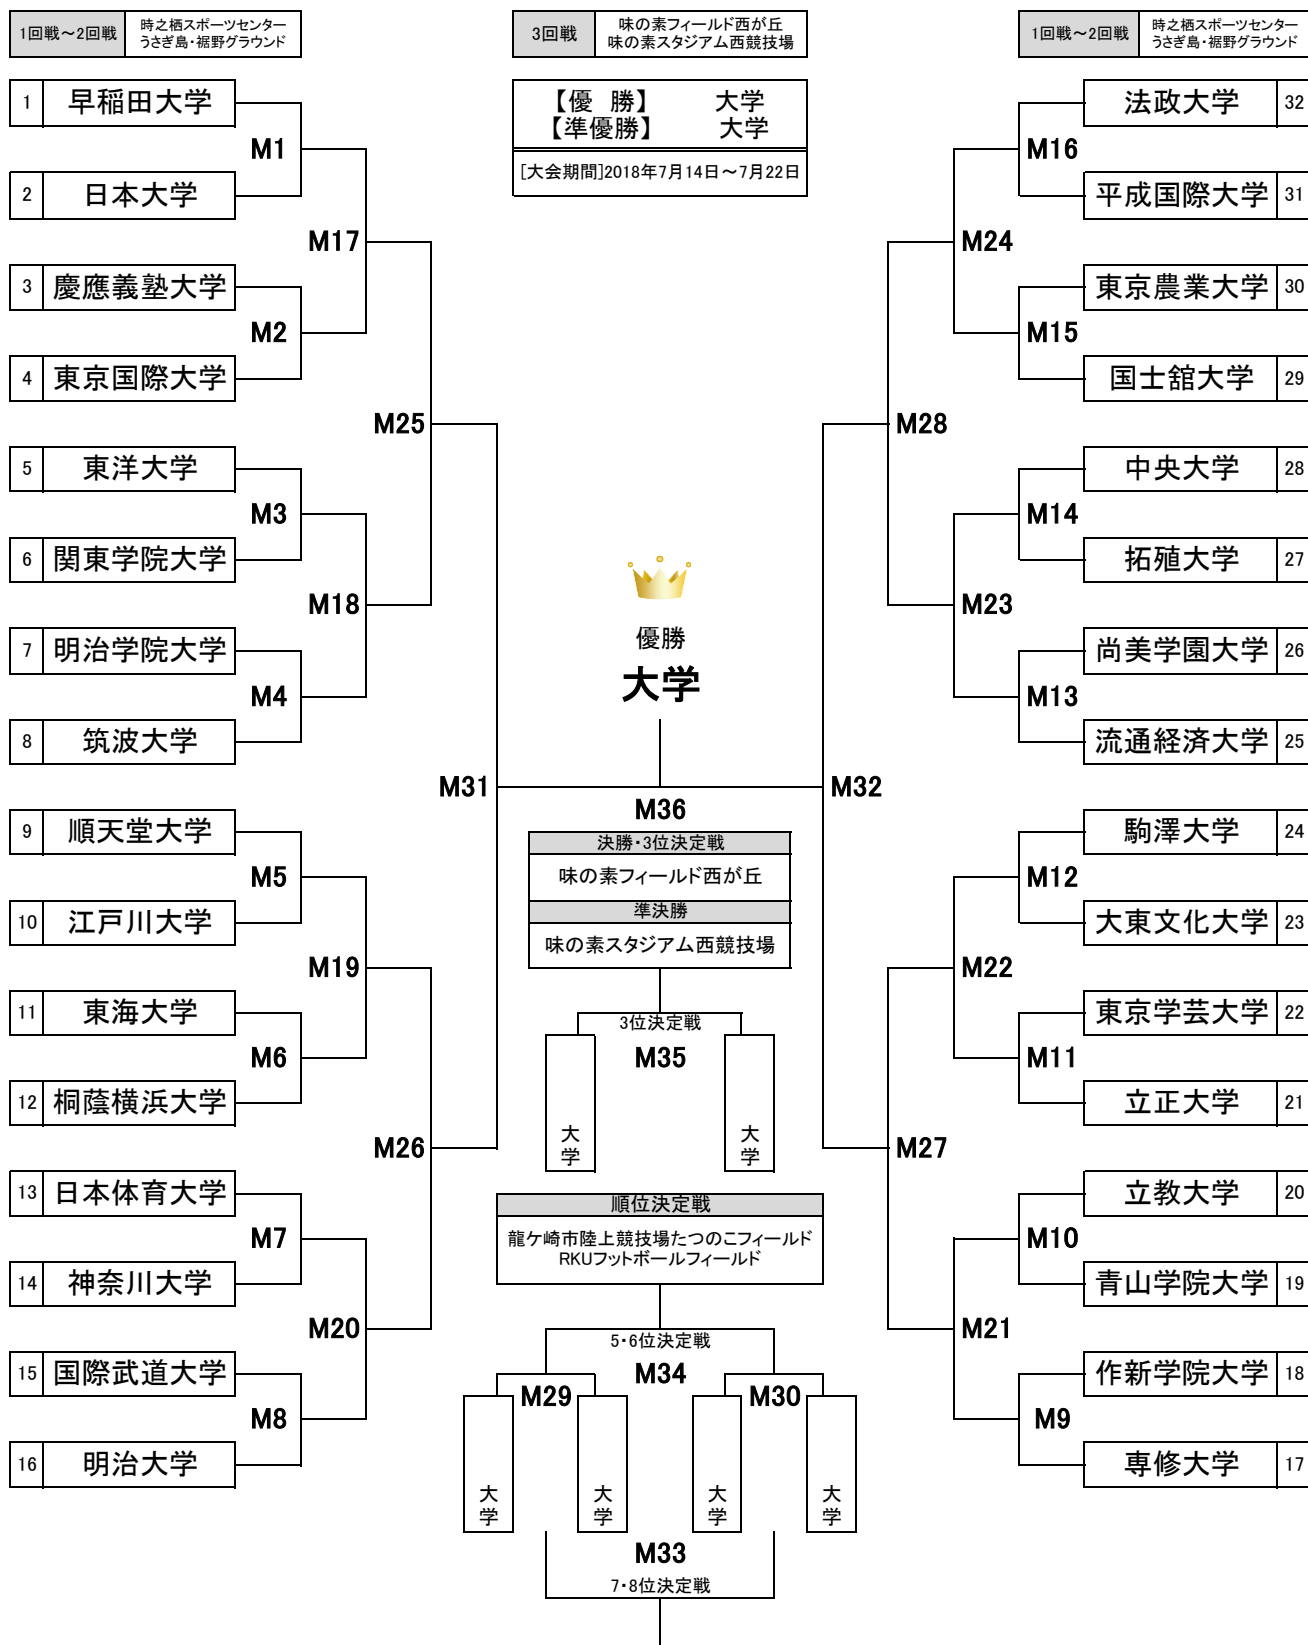 1回戦～2回戦
時之栖スポーツセンター
うさぎ島・裾野グラウンド
3回戦
味の素フィールド西が丘
味の素スタジアム西競技場
1回戦～2回戦
時之栖スポーツセンター
うさぎ島・裾野グラウンド
【優 勝】 大学
【準優勝】 大学
[大会期間]2018年7月14日～7月22日
1 早稲田大学
M1
2 日本大学
M17
3 慶應義塾大学
M2
4 東京国際大学
M25
5 東洋大学
M3
6 関東学院大学
M18
7 明治学院大学
M4
8 筑波大学
M31
9 順天堂大学
M5
10 江戸川大学
M19
11 東海大学
M6
12 桐蔭横浜大学
M26
13 日本体育大学
M7
14 神奈川大学
M20
15 国際武道大学
M8
16 明治大学
優勝
大学
M36
決勝・3位決定戦
味の素フィールド西が丘
準決勝
味の素スタジアム西競技場
3位決定戦
M35
大学
大学
順位決定戦
龍ケ崎市陸上競技場たつのこフィールド
RKUフットボールフィールド
5・6位決定戦
M34
M29
M30
大学
大学
大学
大学
M33
7・8位決定戦
法政大学 32
M16
平成国際大学 31
M24
東京農業大学 30
M15
国士舘大学 29
M28
中央大学 28
M14
拓殖大学 27
M23
尚美学園大学 26
M13
流通経済大学 25
M32
駒澤大学 24
M12
大東文化大学 23
M22
東京学芸大学 22
M11
立正大学 21
M27
立教大学 20
M10
青山学院大学 19
M21
作新学院大学 18
M9
専修大学 17